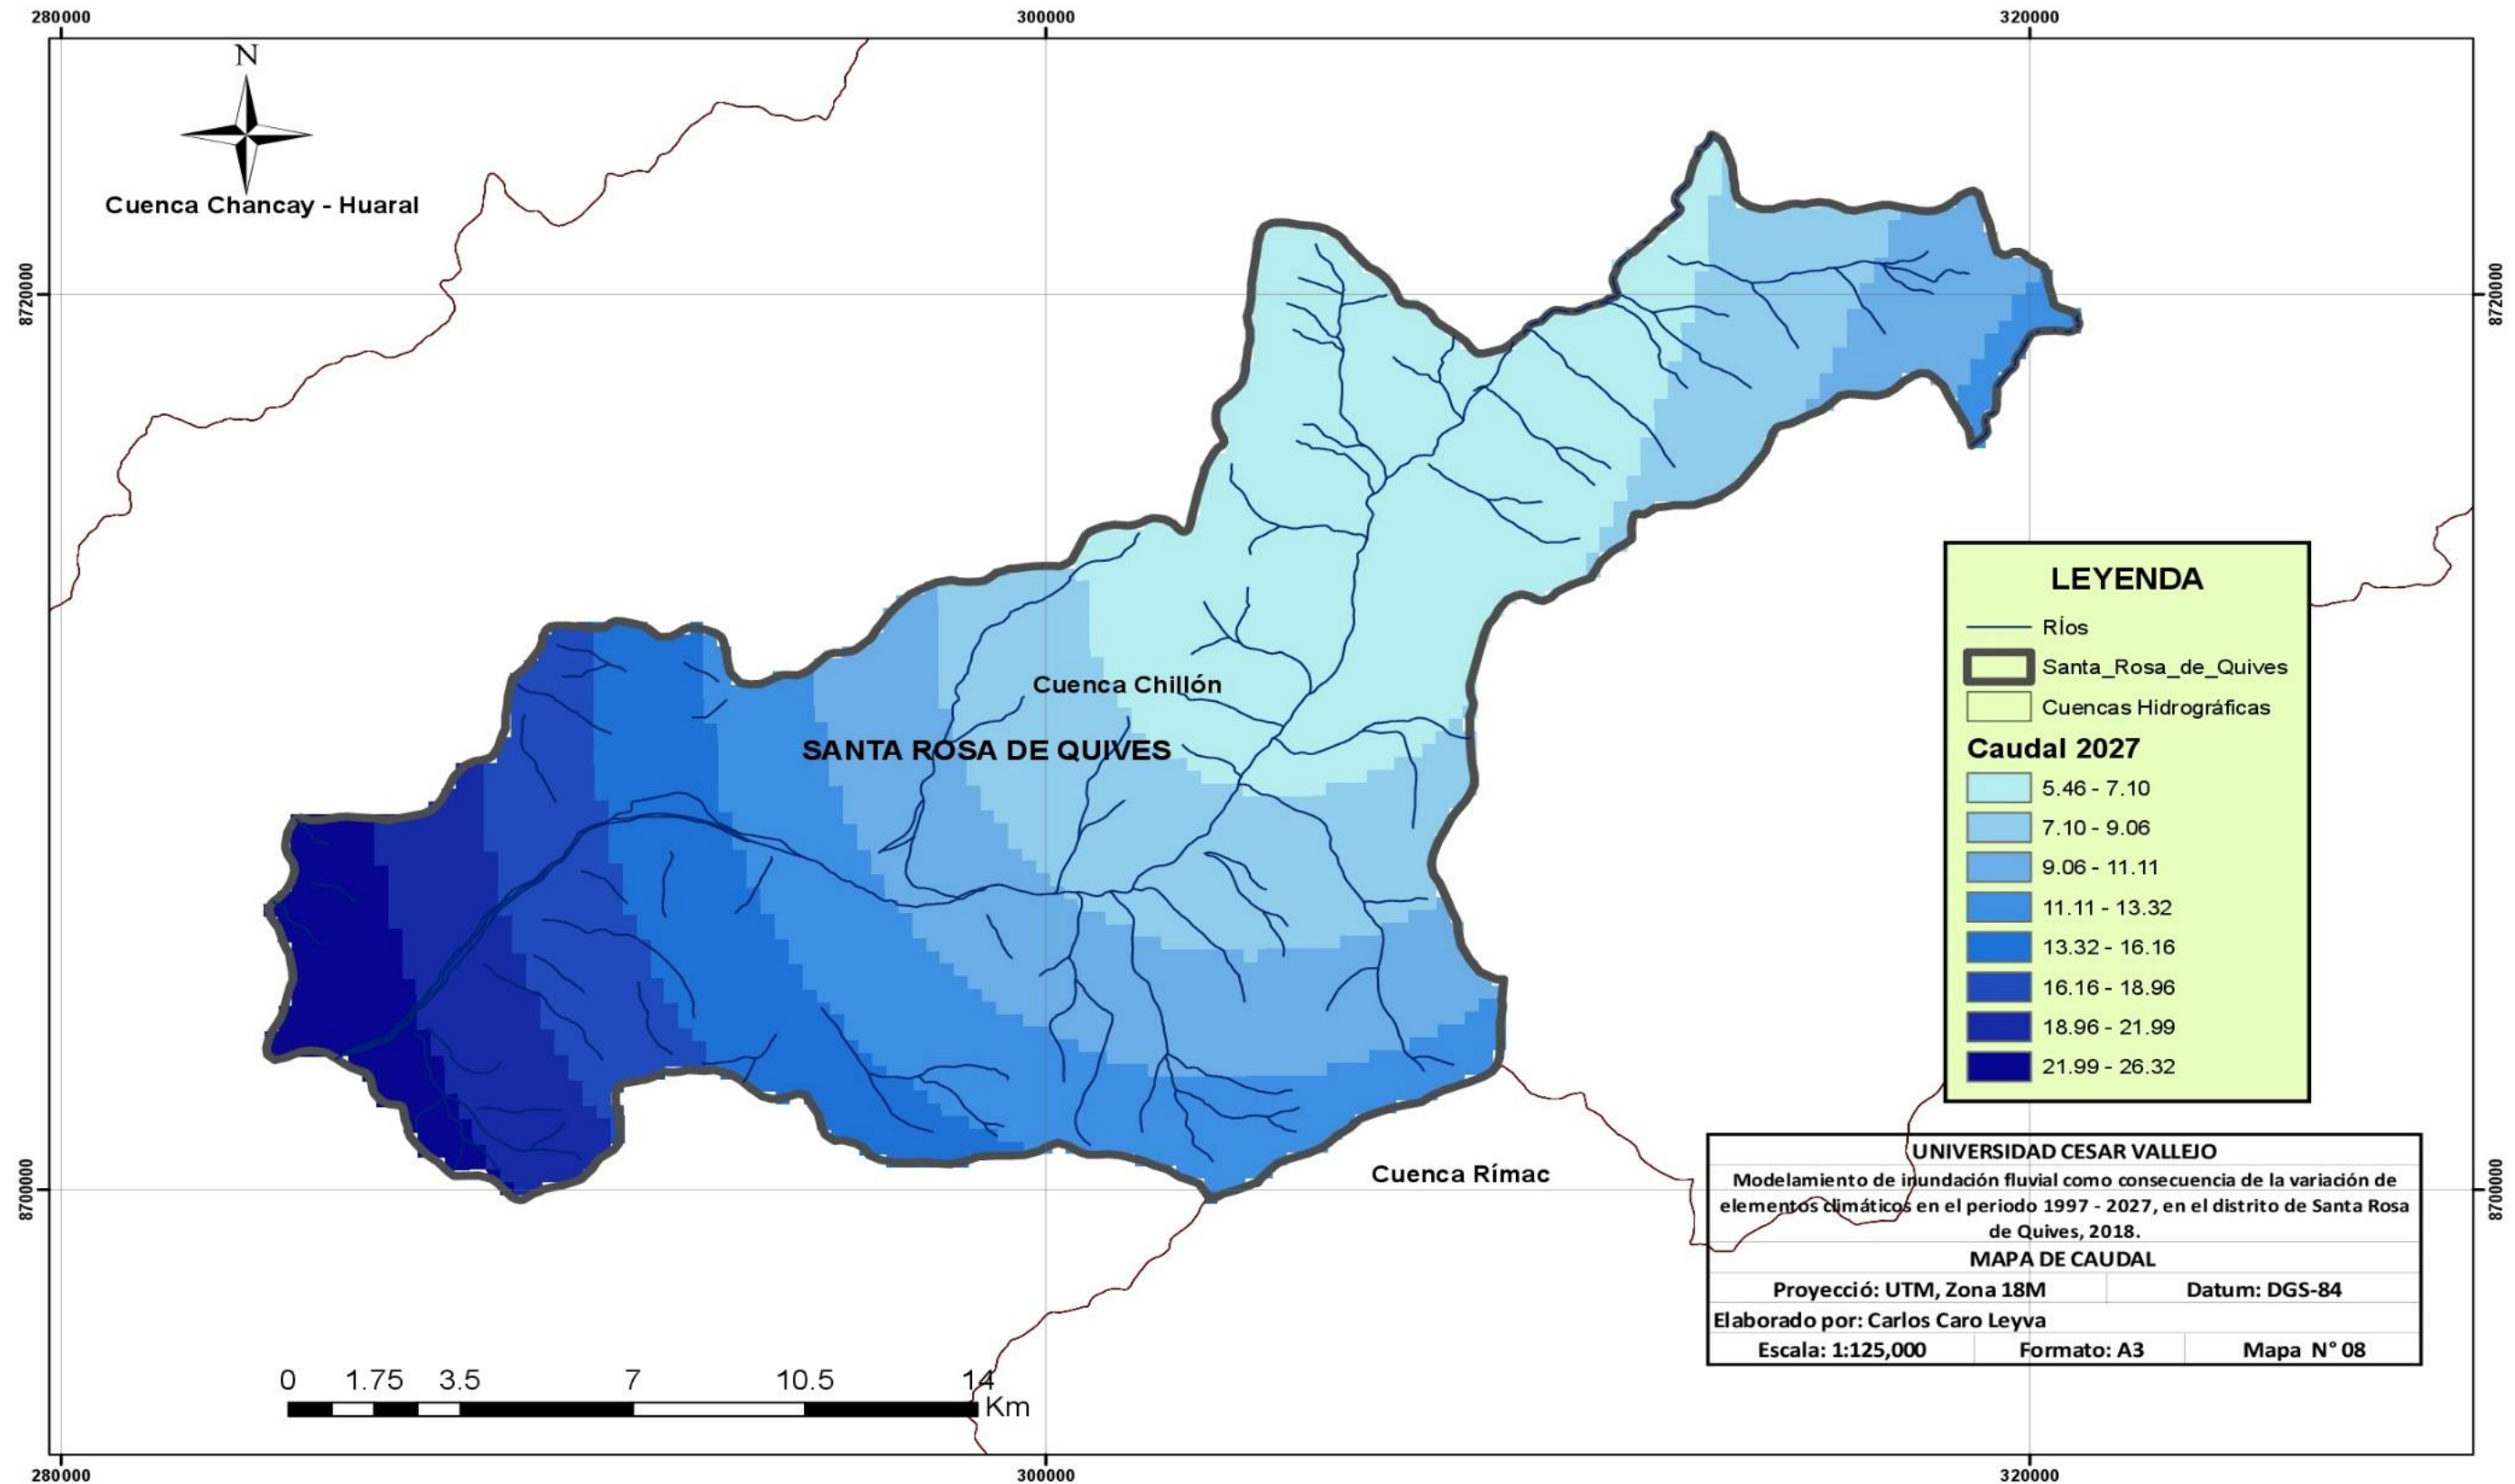 280000
300000
320000
N
Cuenca Chancay - Huaral
8720000
8720000
Cuenca Chillón
SANTA ROSA DE QUIVES
LEYENDA
RÍos
Santa_Rosa_de_Quives
Cuencas Hidrográficas
Caudal 2027
5.46 - 7.10
7.10 - 9.06
9.06 - 11.11
11.11 - 13.32
13.32 - 16.16
16.16 - 18.96
18.96 - 21.99
21.99 - 26.32
Cuenca Rímac
8700000
8700000
UNIVERSIDAD CESAR VALLEJO
Modelamiento de inundación fluvial como consecuencia de la variación de
elementos climáticos en el periodo 1997 - 2027, en el distrito de Santa Rosa
de Quives, 2018.
MAPA DE CAUDAL
Proyecció: UTM, Zona 18M Datum: DGS-84
Elaborado por: Carlos Caro Leyva
Escala: 1:125,000 Formato: A3 Mapa N° 08
0 1.75 3.5 7 10.5 14
Km
280000
300000
320000